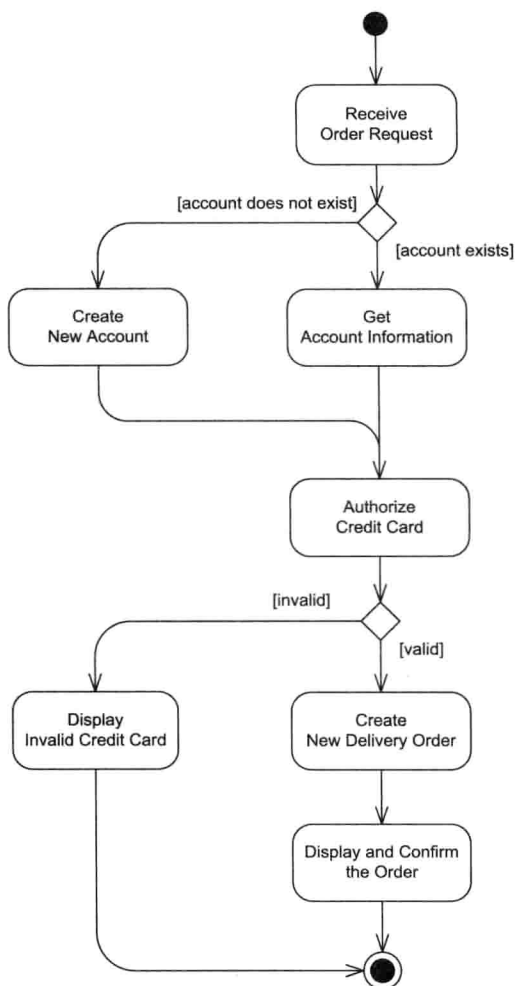 Receive
Order Request
[account does not exist]
[account exists]
Create
New Account
Get
Account Information
Authorize
Credit Card
[invalid]
[valid]
Display
Invalid Credit Card
Create
New Delivery Order
Display and Confirm
the Order